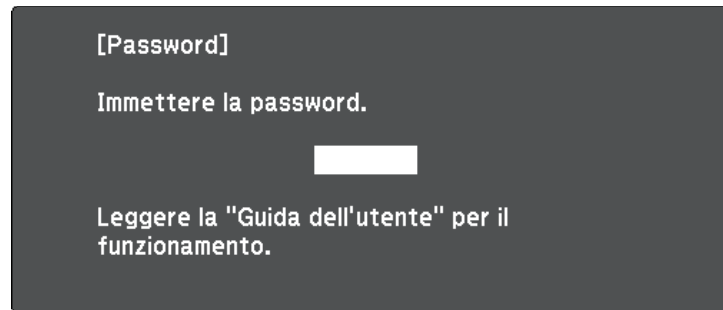 [Password]
Immettere la password.
Leggere la "Guida dell'utente" per il
funzionamento.